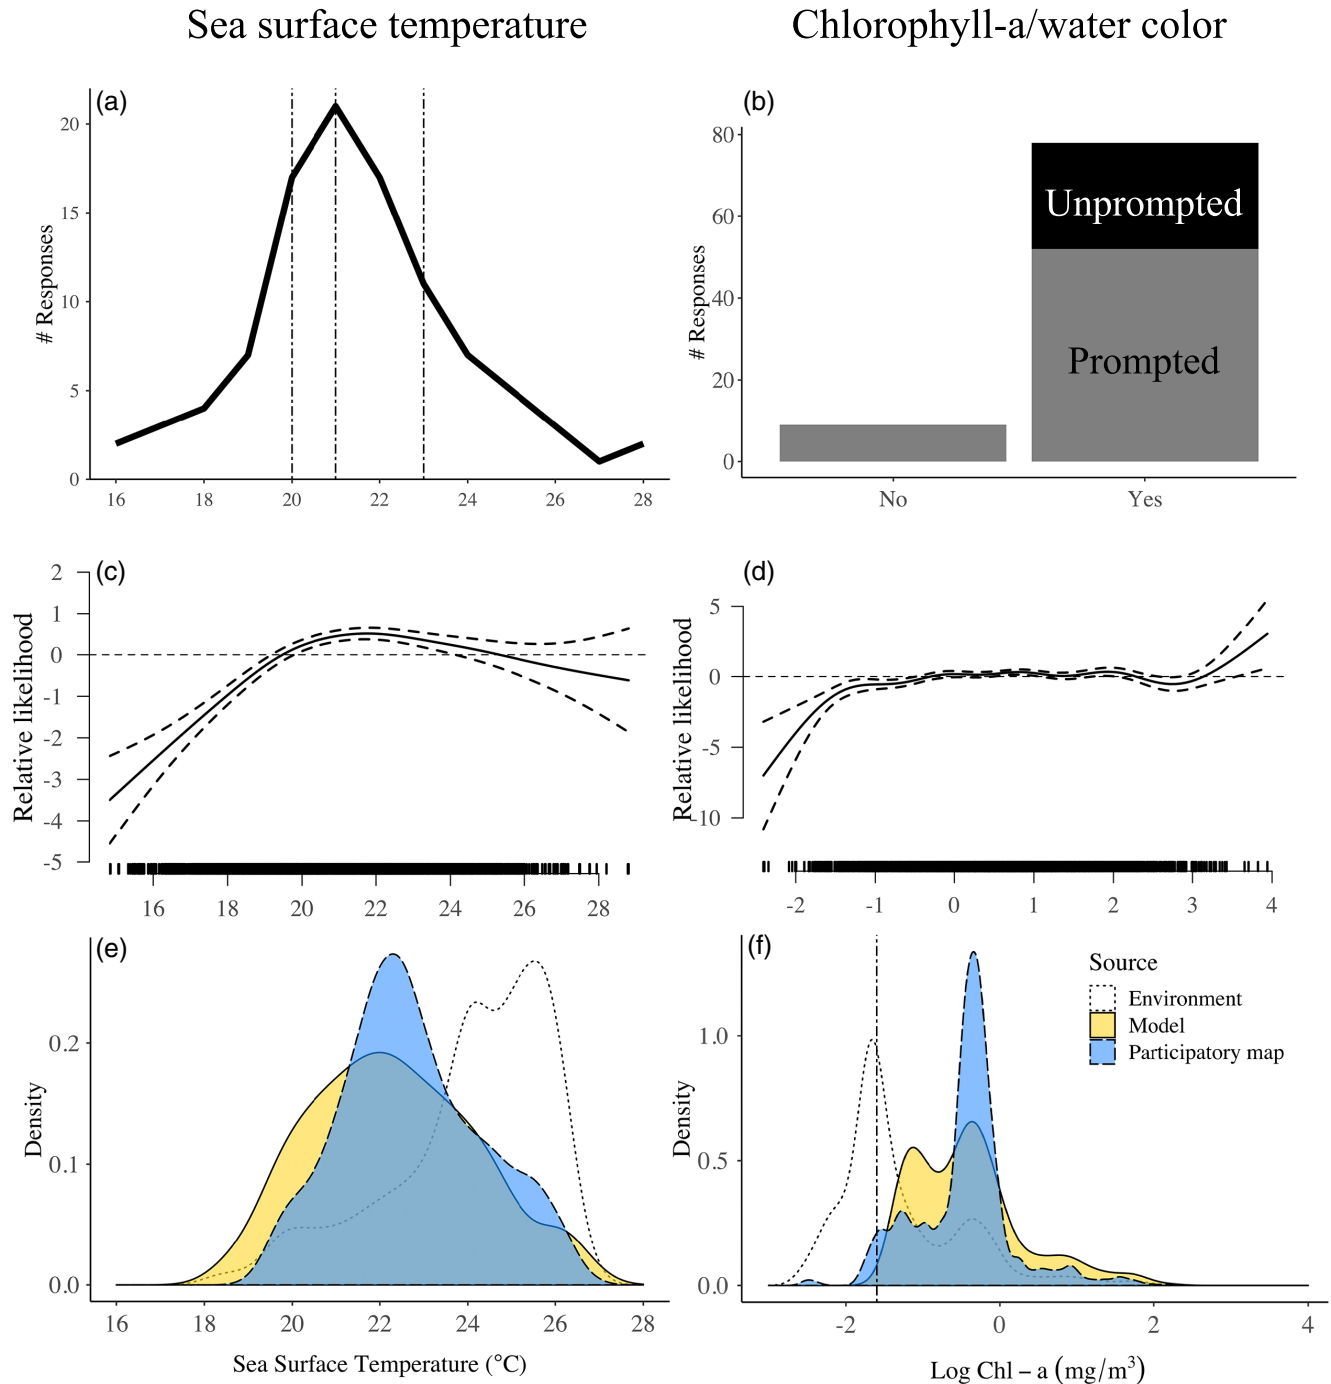 Sea surface temperature
Chlorophyll-a/water color
(a)
# Responses
20
15
10
5
0
16 18 20 22 24 26 28
(b)
# Responses
80
60
40
20
0
Unprompted
Prompted
No Yes
(c)
Relative likelihood
2
1
0
-1
-2
-3
-4
-5
16 18 20 22 24 26 28
(d)
Relative likelihood
5
0
-5
-10
-2 -1 0 1 2 3 4
(e)
Density
0.2
0.1
0.0
16 18 20 22 24 26 28
Sea Surface Temperature (°C)
(f)
Density
1.0
0.5
0.0
Source
Environment
Model
Participatory map
-2 0 2 4
Log Chl – a (mg/m³)